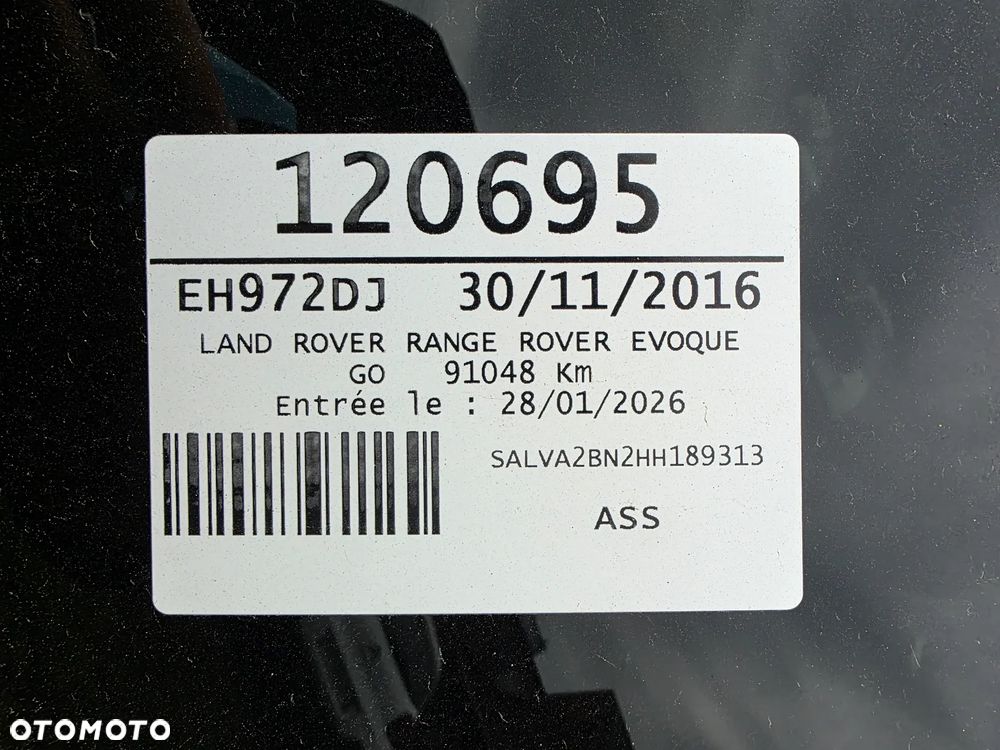 120695
EH972DJ 30/11/2016
LAND ROVER RANGE ROVER EVOQUE
GO 91048 Km
Entrée le : 28/01/2026
SALVA2BN2HH189313
ASS
OTOMOTO